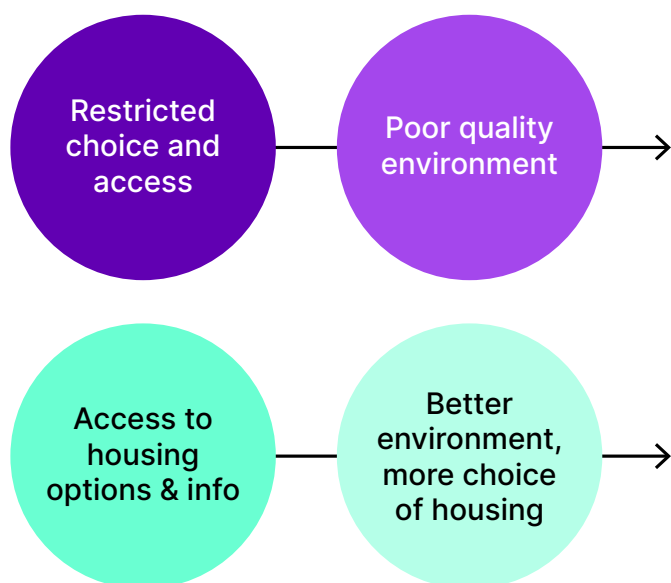 Restricted
choice and
access
Poor quality
environment
Access to
housing
options & info
Better
environment,
more choice
of housing